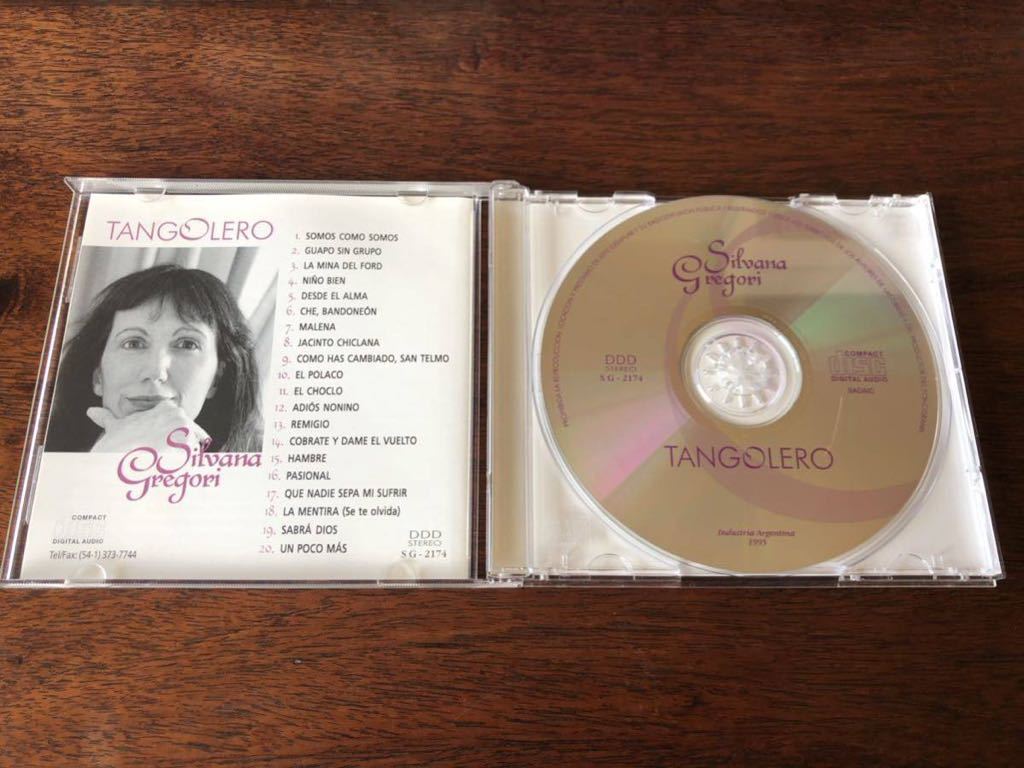 TANGOLERO
1. SOMOS COMO SOMOS
2. GUAPO SIN GRUPO
3. LA MINA DEL FORD
4. NIÑO BIEN
5. DESDE EL ALMA
6. CHE, BANDONEÓN
7. MALENA
8. JACINTO CHICLANA
9. COMO HAS CAMBIADO, SAN TELMO
10. EL POLACO
11. EL CHOCLO
12. ADIÓS NONINO
13. REMIGIO
14. COBRATE Y DAME EL VUELTO
15. HAMBRE
16. PASIONAL
17. QUE NADIE SEPA MI SUFRIR
18. LA MENTIRA (Se te olvida)
19. SABRÁ DIOS
20. UN POCO MÁS
Silvana
Gregori
COMPACT
disc
DIGITAL AUDIO
Tel/Fax: (54-1) 373-7744
DDD
STEREO
SG - 2174
Silvana
Gregori
DDD
STEREO
SG - 2174
COMPACT
disc
DIGITAL AUDIO
SADAIC
TANGOLERO
Industria Argentina
1995